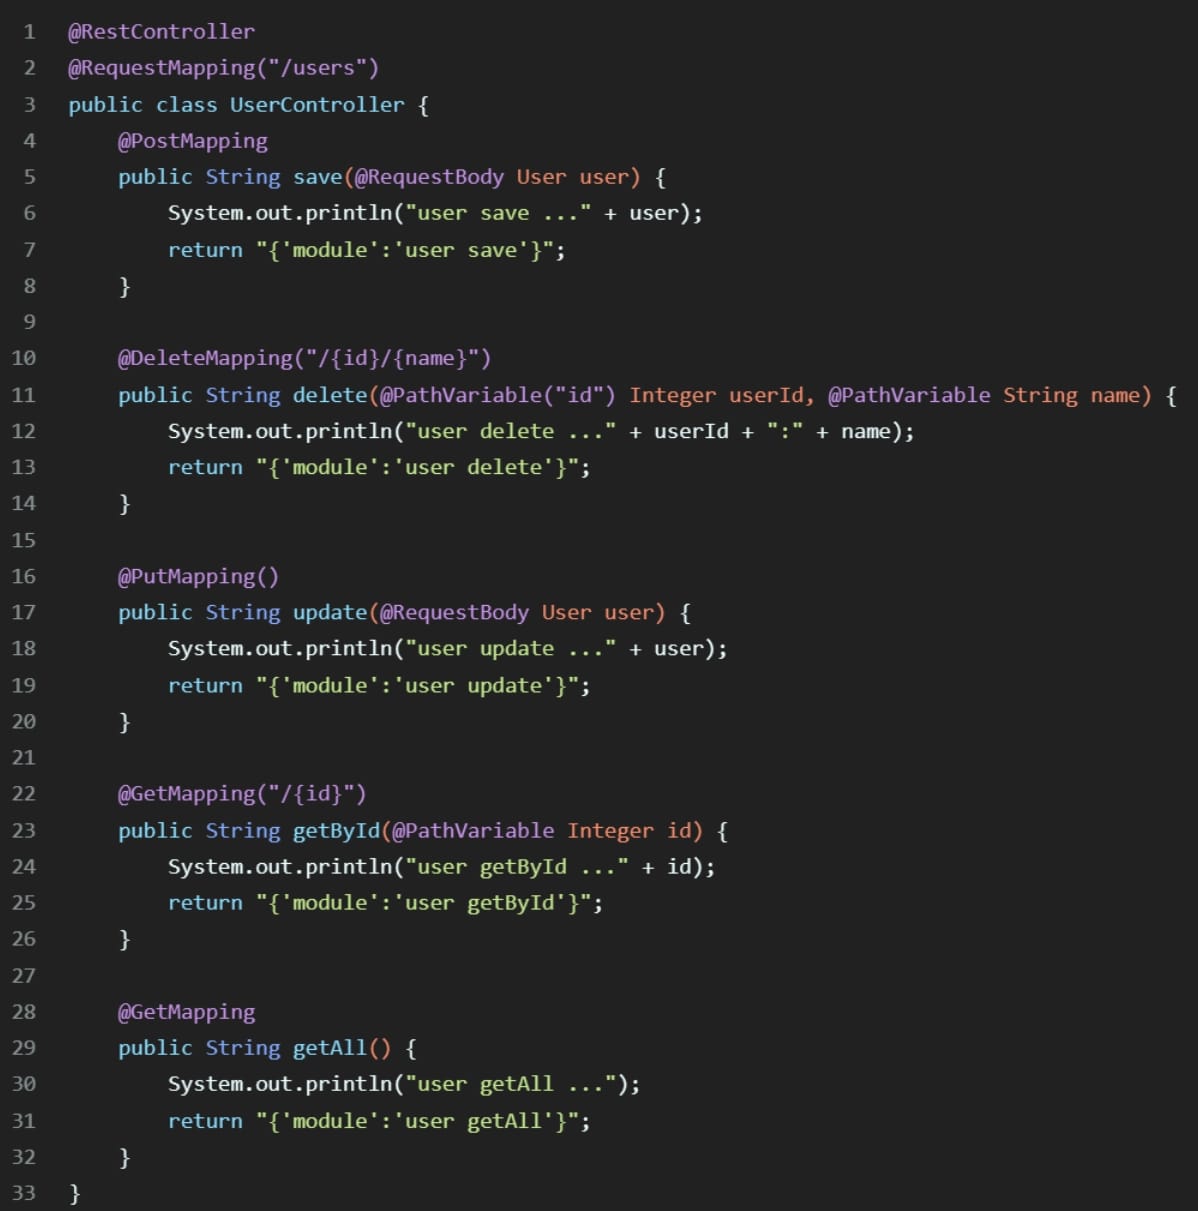 1 @RestController
2 @RequestMapping("/users")
3 public class UserController {
4     @PostMapping
5     public String save(@RequestBody User user) {
6         System.out.println("user save ..." + user);
7         return "{'module':'user save'}";
8     }
9
10     @DeleteMapping("/{id}/{name}")
11     public String delete(@PathVariable("id") Integer userId, @PathVariable String name) {
12         System.out.println("user delete ..." + userId + ":" + name);
13         return "{'module':'user delete'}";
14     }
15
16     @PutMapping()
17     public String update(@RequestBody User user) {
18         System.out.println("user update ..." + user);
19         return "{'module':'user update'}";
20     }
21
22     @GetMapping("/{id}")
23     public String getById(@PathVariable Integer id) {
24         System.out.println("user getById ..." + id);
25         return "{'module':'user getById'}";
26     }
27
28     @GetMapping
29     public String getAll() {
30         System.out.println("user getAll ...");
31         return "{'module':'user getAll'}";
32     }
33 }